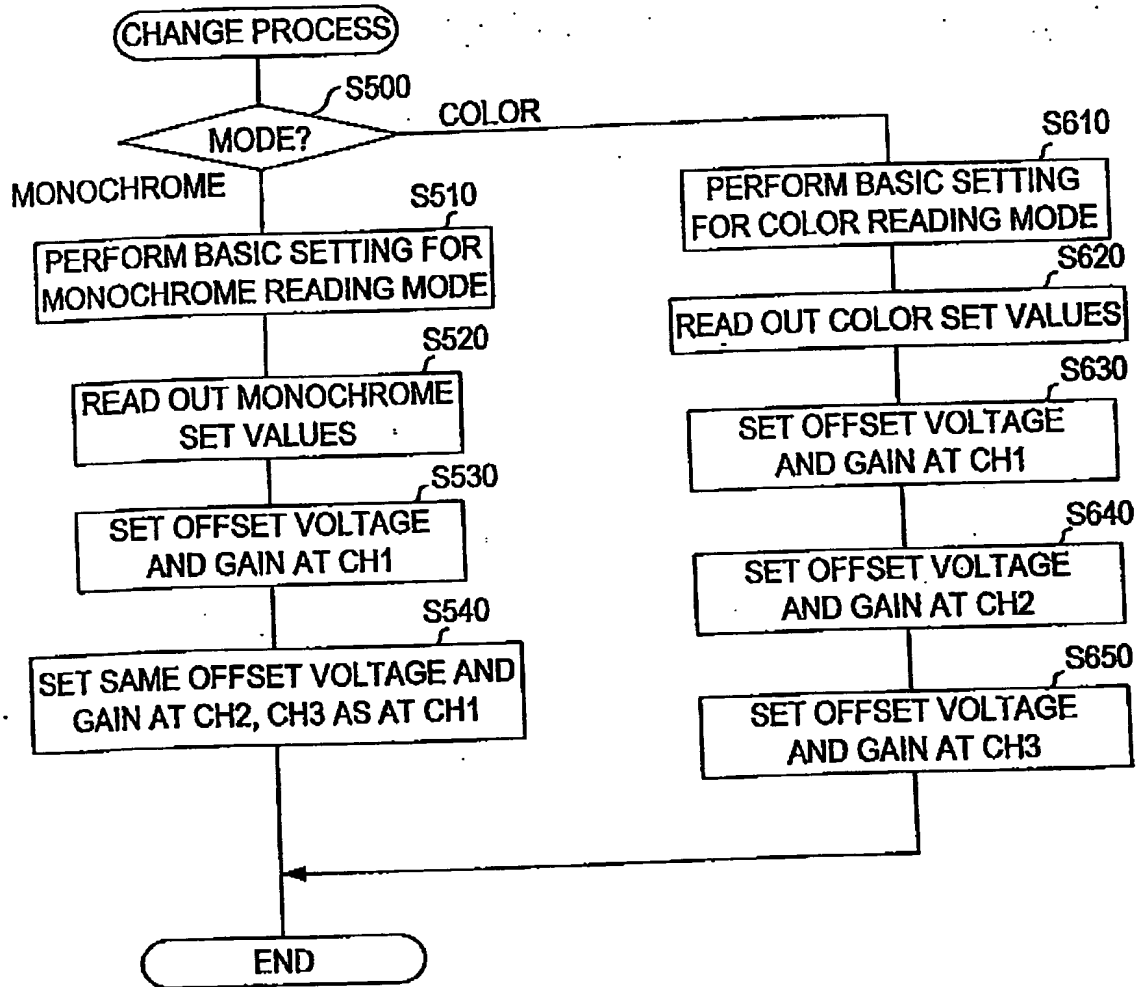 CHANGE PROCESS
S500
MODE?
COLOR
MONOCHROME
S510
PERFORM BASIC SETTING FOR
MONOCHROME READING MODE
S520
READ OUT MONOCHROME
SET VALUES
S530
SET OFFSET VOLTAGE
AND GAIN AT CH1
S540
SET SAME OFFSET VOLTAGE AND
GAIN AT CH2, CH3 AS AT CH1
S610
PERFORM BASIC SETTING
FOR COLOR READING MODE
S620
READ OUT COLOR SET VALUES
S630
SET OFFSET VOLTAGE
AND GAIN AT CH1
S640
SET OFFSET VOLTAGE
AND GAIN AT CH2
S650
SET OFFSET VOLTAGE
AND GAIN AT CH3
END